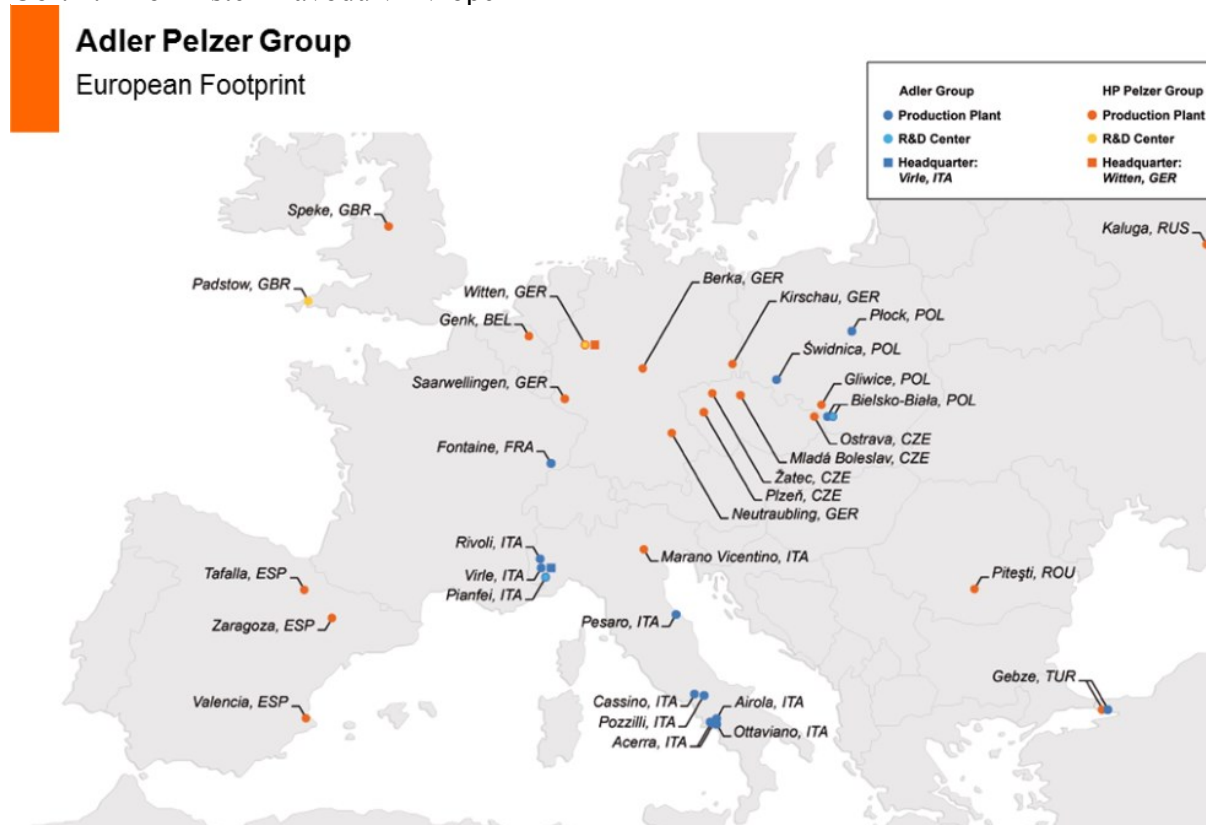 Adler Pelzer Group
European Footprint
Adler Group
HP Pelzer Group
Production Plant
Production Plant
R&D Center
R&D Center
Headquarter:
Virle, ITA
Headquarter:
Witten, GER
Speke, GBR
Kaluga, RUS
Padstow, GBR
Witten, GER
Berka, GER
Kirschau, GER
Genk, BEL
Płock, POL
Świdnica, POL
Saarwellingen, GER
Gliwice, POL
Bielsko-Biała, POL
Ostrava, CZE
Fontaine, FRA
Mladá Boleslav, CZE
Žatec, CZE
Plzeň, CZE
Neutraubling, GER
Rivoli, ITA
Marano Vicentino, ITA
Tafalla, ESP
Virle, ITA
Piteşti, ROU
Pianfei, ITA
Zaragoza, ESP
Pesaro, ITA
Gebze, TUR
Valencia, ESP
Cassino, ITA
Airola, ITA
Pozzilli, ITA
Ottaviano, ITA
Acerra, ITA